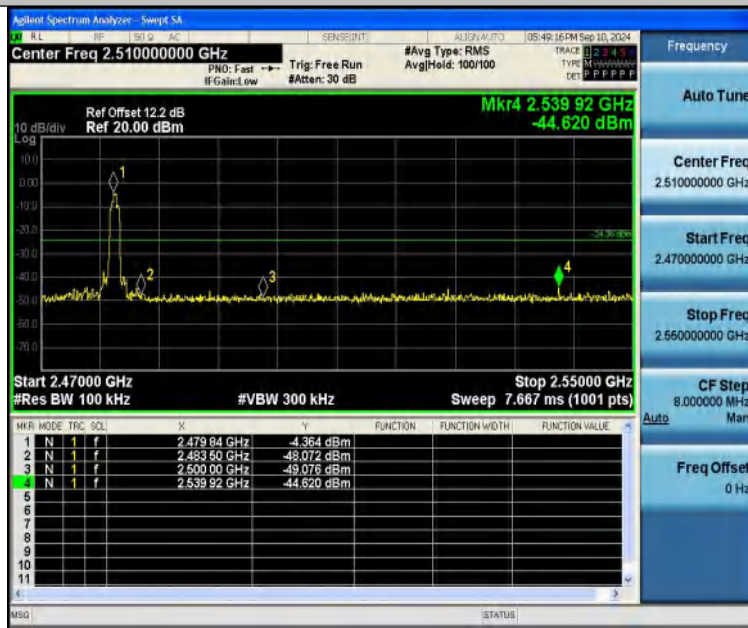 Agilent Spectrum Analyzer - Swept SA
RL RF 50 Ω AC SENSE:INT ALIGN AUTO 05:49:16 PM Sep 10, 2024
Center Freq 2.510000000 GHz
PNO: Fast
IFGain:Low
Trig: Free Run
#Atten: 30 dB
#Avg Type: RMS
Avg|Hold: 100/100
TRACE 1 2 3 4 5 6
TYPE M
DET P P P P P P
Ref Offset 12.2 dB
10 dB/div Ref 20.00 dBm
Log
Mkr4 2.539 92 GHz
-44.620 dBm
10.0
0.00
-20.0
-30.0
-40.0
-50.0
-60.0
-70.0
1
2
3
4
Start 2.47000 GHz Stop 2.55000 GHz
#Res BW 100 kHz #VBW 300 kHz Sweep 7.667 ms (1001 pts)
MKR MODE TRC SCL X Y FUNCTION FUNCTION WIDTH FUNCTION VALUE
1 N 1 f 2.479 84 GHz -4.364 dBm
2 N 1 f 2.483 50 GHz -48.072 dBm
3 N 1 f 2.500 00 GHz -49.076 dBm
4 N 1 f 2.539 92 GHz -44.620 dBm
5
6
7
8
9
10
11
MSG STATUS
Frequency
Auto Tune
Center Freq
2.510000000 GHz
Start Freq
2.470000000 GHz
Stop Freq
2.550000000 GHz
CF Step
8.000000 MHz
Auto Man
Freq Offset
0 Hz